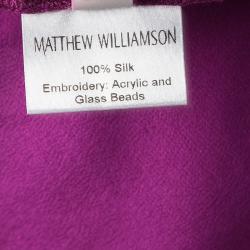 MATTHEW WILLIAMSON
100% Silk
Embroidery: Acrylic and
Glass Beads